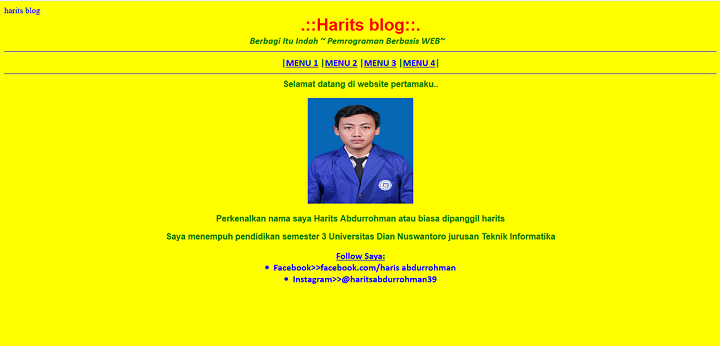 harits blog
.::Harits blog::.
Berbagi Itu Indah ~ Pemrograman Berbasis WEB~
|MENU 1 |MENU 2 |MENU 3 |MENU 4|
Selamat datang di website pertamaku..
Perkenalkan nama saya Harits Abdurrohman atau biasa dipanggil harits
Saya menempuh pendidikan semester 3 Universitas Dian Nuswantoro jurusan Teknik Informatika
Follow Saya:
• Facebook>>facebook.com/haris abdurrohman
• Instagram>>@haritsabdurrohman39